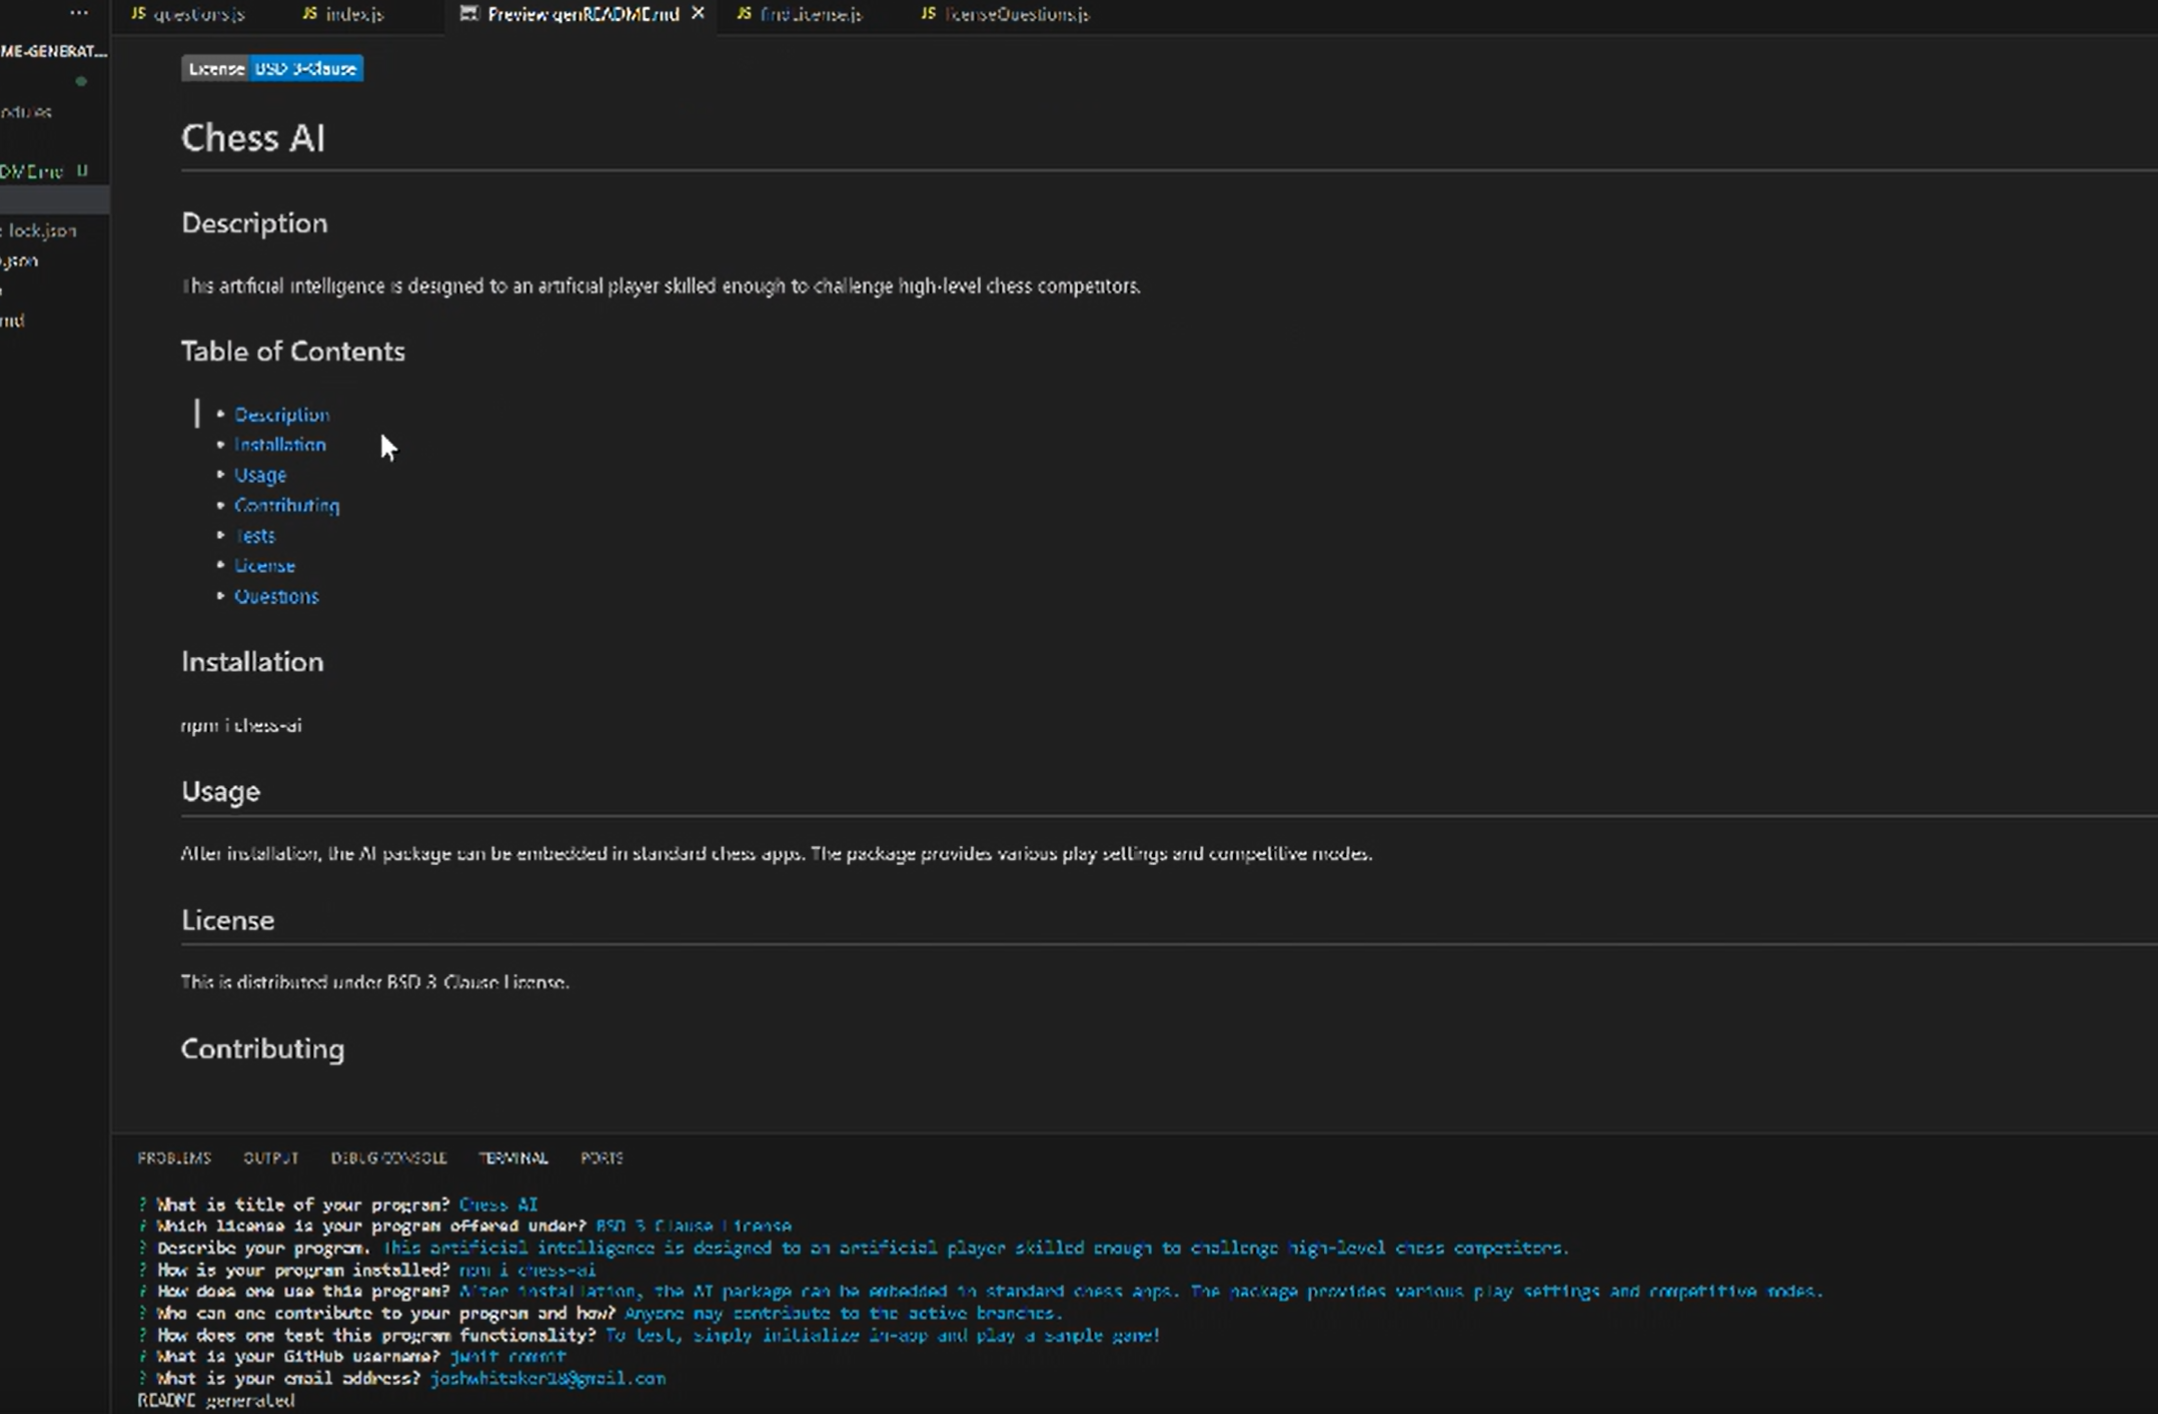 questions.js index.js Preview genREADME.md findLicense.js licenseQuestions.js
ME-GENERAT...
odules
DME.md U
lock.json
.json
md
License BSD 3-Clause
Chess AI
Description
This artificial intelligence is designed to an artificial player skilled enough to challenge high-level chess competitors.
Table of Contents
Description
Installation
Usage
Contributing
Tests
License
Questions
Installation
npm i chess-ai
Usage
After installation, the AI package can be embedded in standard chess apps. The package provides various play settings and competitive modes.
License
This is distributed under BSD 3-Clause License.
Contributing
PROBLEMS OUTPUT DEBUG CONSOLE TERMINAL PORTS
? What is title of your program? Chess AI
? Which license is your program offered under? BSD 3-Clause License
? Describe your program. This artificial intelligence is designed to an artificial player skilled enough to challenge high-level chess competitors.
? How is your program installed? npm i chess-ai
? How does one use this program? After installation, the AI package can be embedded in standard chess apps. The package provides various play settings and competitive modes.
? Who can one contribute to your program and how? Anyone may contribute to the active branches.
? How does one test this program functionality? To test, simply initialize in-app and play a sample game!
? What is your GitHub username?
? What is your email address? joshwhitaker18@gmail.com
README generated